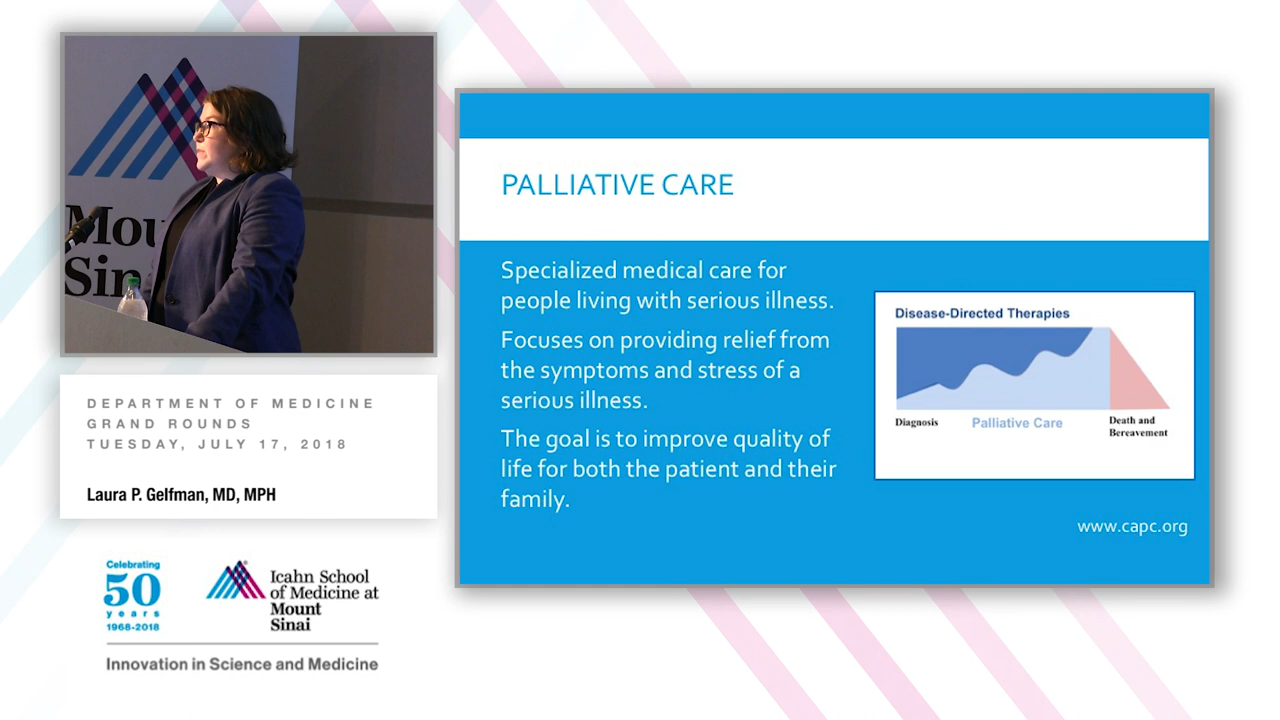 Mou
Sin
DEPARTMENT OF MEDICINE
GRAND ROUNDS
TUESDAY, JULY 17, 2018
Laura P. Gelfman, MD, MPH
Celebrating
50
years
1968-2018
Icahn School
of Medicine at
Mount
Sinai
Innovation in Science and Medicine
PALLIATIVE CARE
Specialized medical care for
people living with serious illness.
Focuses on providing relief from
the symptoms and stress of a
serious illness.
The goal is to improve quality of
life for both the patient and their
family.
Disease-Directed Therapies
Diagnosis
Palliative Care
Death and
Bereavement
www.capc.org